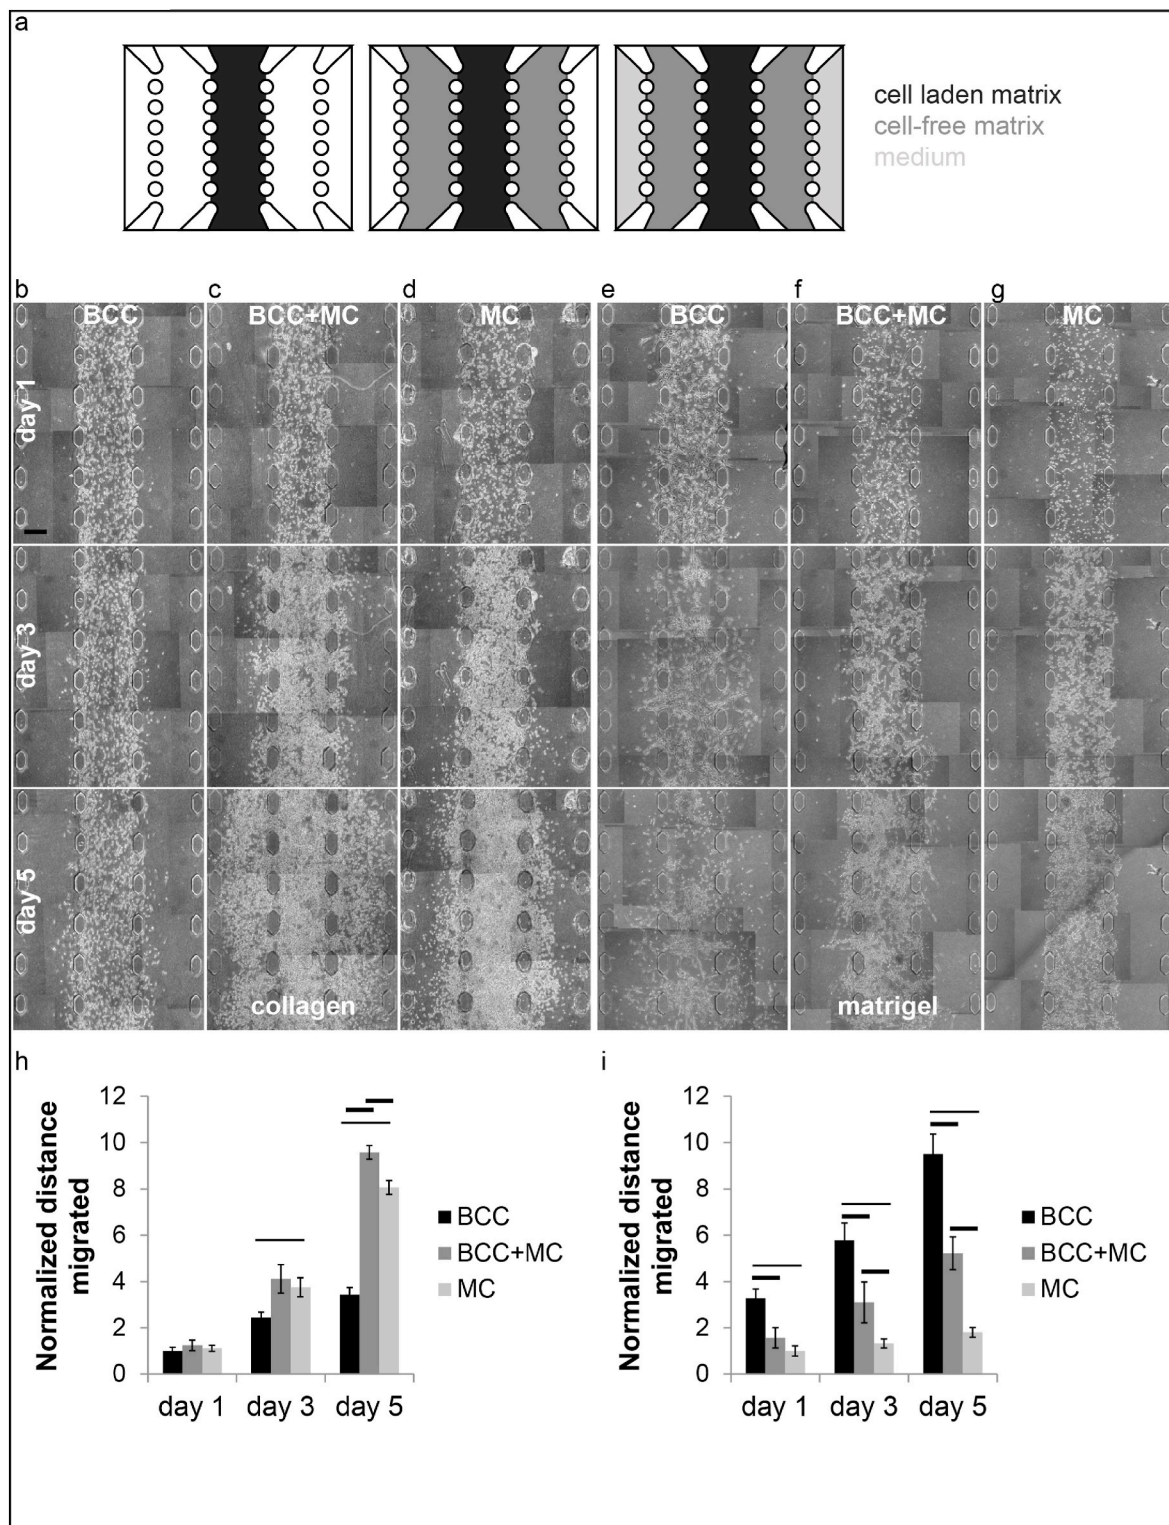 a
cell laden matrix
cell-free matrix
medium
b
c
d
e
f
g
BCC
BCC+MC
MC
BCC
BCC+MC
MC
day 1
day 3
day 5
collagen
matrigel
h
Normalized distance
migrated
12
10
8
6
4
2
0
day 1
day 3
day 5
BCC
BCC+MC
MC
i
Normalized distance
migrated
12
10
8
6
4
2
0
day 1
day 3
day 5
BCC
BCC+MC
MC